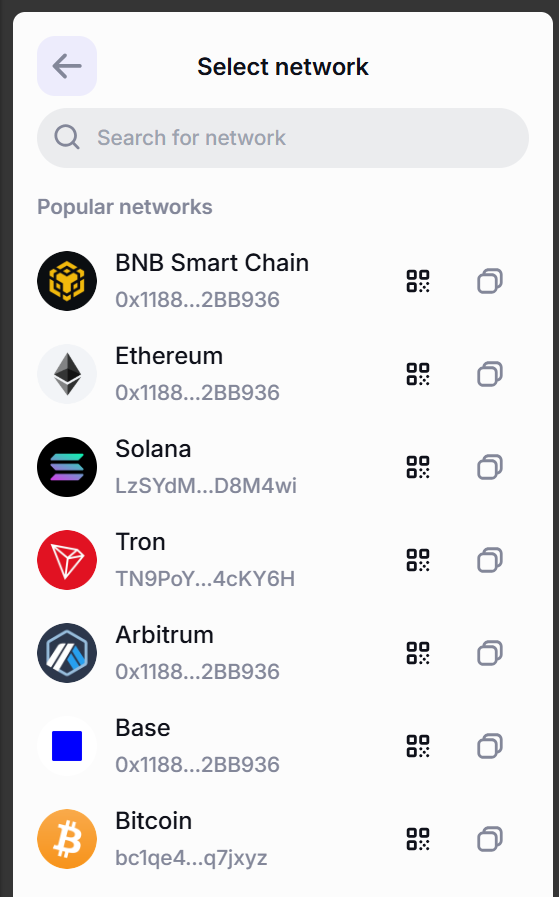 Select network
Search for network
Popular networks
BNB Smart Chain
0x1188...2BB936
Ethereum
0x1188...2BB936
Solana
LzSYdM...D8M4wi
Tron
TN9PoY...4cKY6H
Arbitrum
0x1188...2BB936
Base
0x1188...2BB936
Bitcoin
bc1qe4...q7jxyz